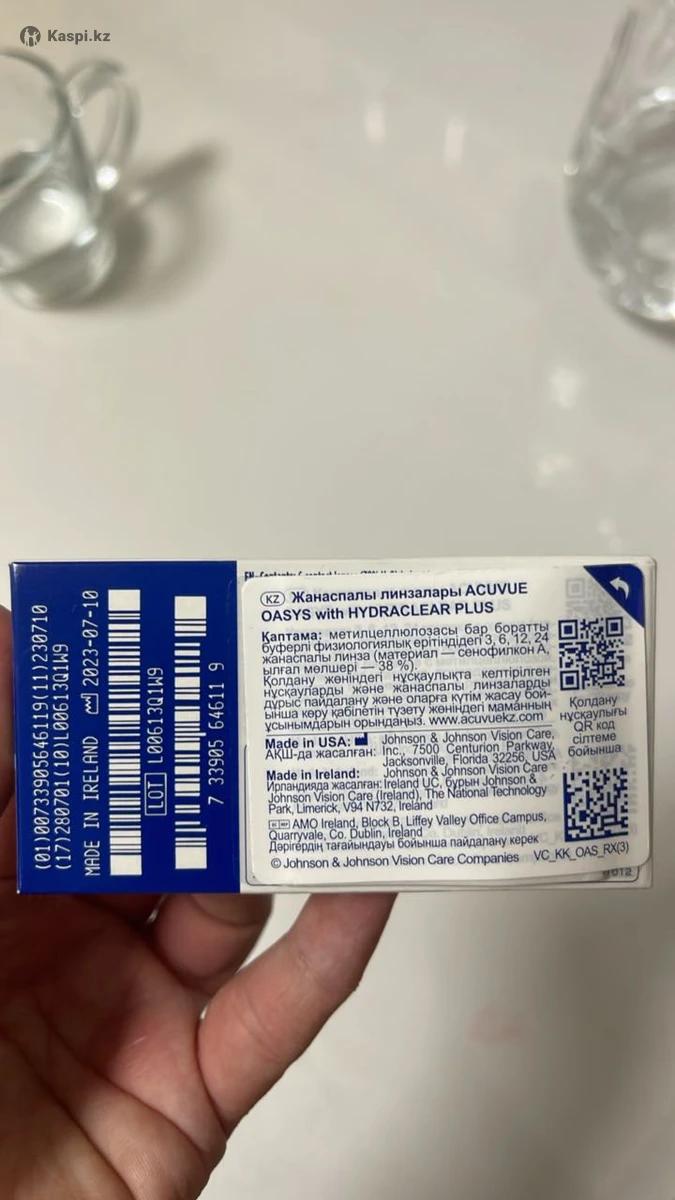 Kaspi.kz
(01)00733905646119(11)230710
(17)280701(10)L00613Q1W9
MADE IN IRELAND 2023-07-10
LOT L00613Q1W9
7 33905 64611 9
KZ Жанаспалы линзалары ACUVUE
OASYS with HYDRACLEAR PLUS
Қаптама: метилцеллюлозасы бар боратты
буферлі физиологиялық ерітіндідегі 3, 6, 12, 24
жанаспалы линза (материал — сенофилкон А,
ылғал мөлшері — 38 %).
Қолдану жөніндегі нұсқаулықта келтірілген
нұсқауларды және жанаспалы линзаларды
дұрыс пайдалану және оларға күтім жасау бой-
ынша көру қабілетін түзету жөніндегі маманның
ұсынымдарын орындаңыз. www.acuvuekz.com
Made in USA: Johnson & Johnson Vision Care,
АҚШ-да жасалған: Inc., 7500 Centurion Parkway,
Jacksonville, Florida 32256, USA
Made in Ireland: Johnson & Johnson Vision Care
Ирландияда жасалған: Ireland UC, бурын Johnson &
Johnson Vision Care (Ireland), The National Technology
Park, Limerick, V94 N732, Ireland
AMO Ireland, Block B, Liffey Valley Office Campus,
Quarryvale, Co. Dublin, Ireland
Дәрігердің тағайындауы бойынша пайдалану керек
© Johnson & Johnson Vision Care Companies VC_KK_OAS_RX(3)
Қолдану
нұсқаулығы
QR код
сілтеме
бойынша